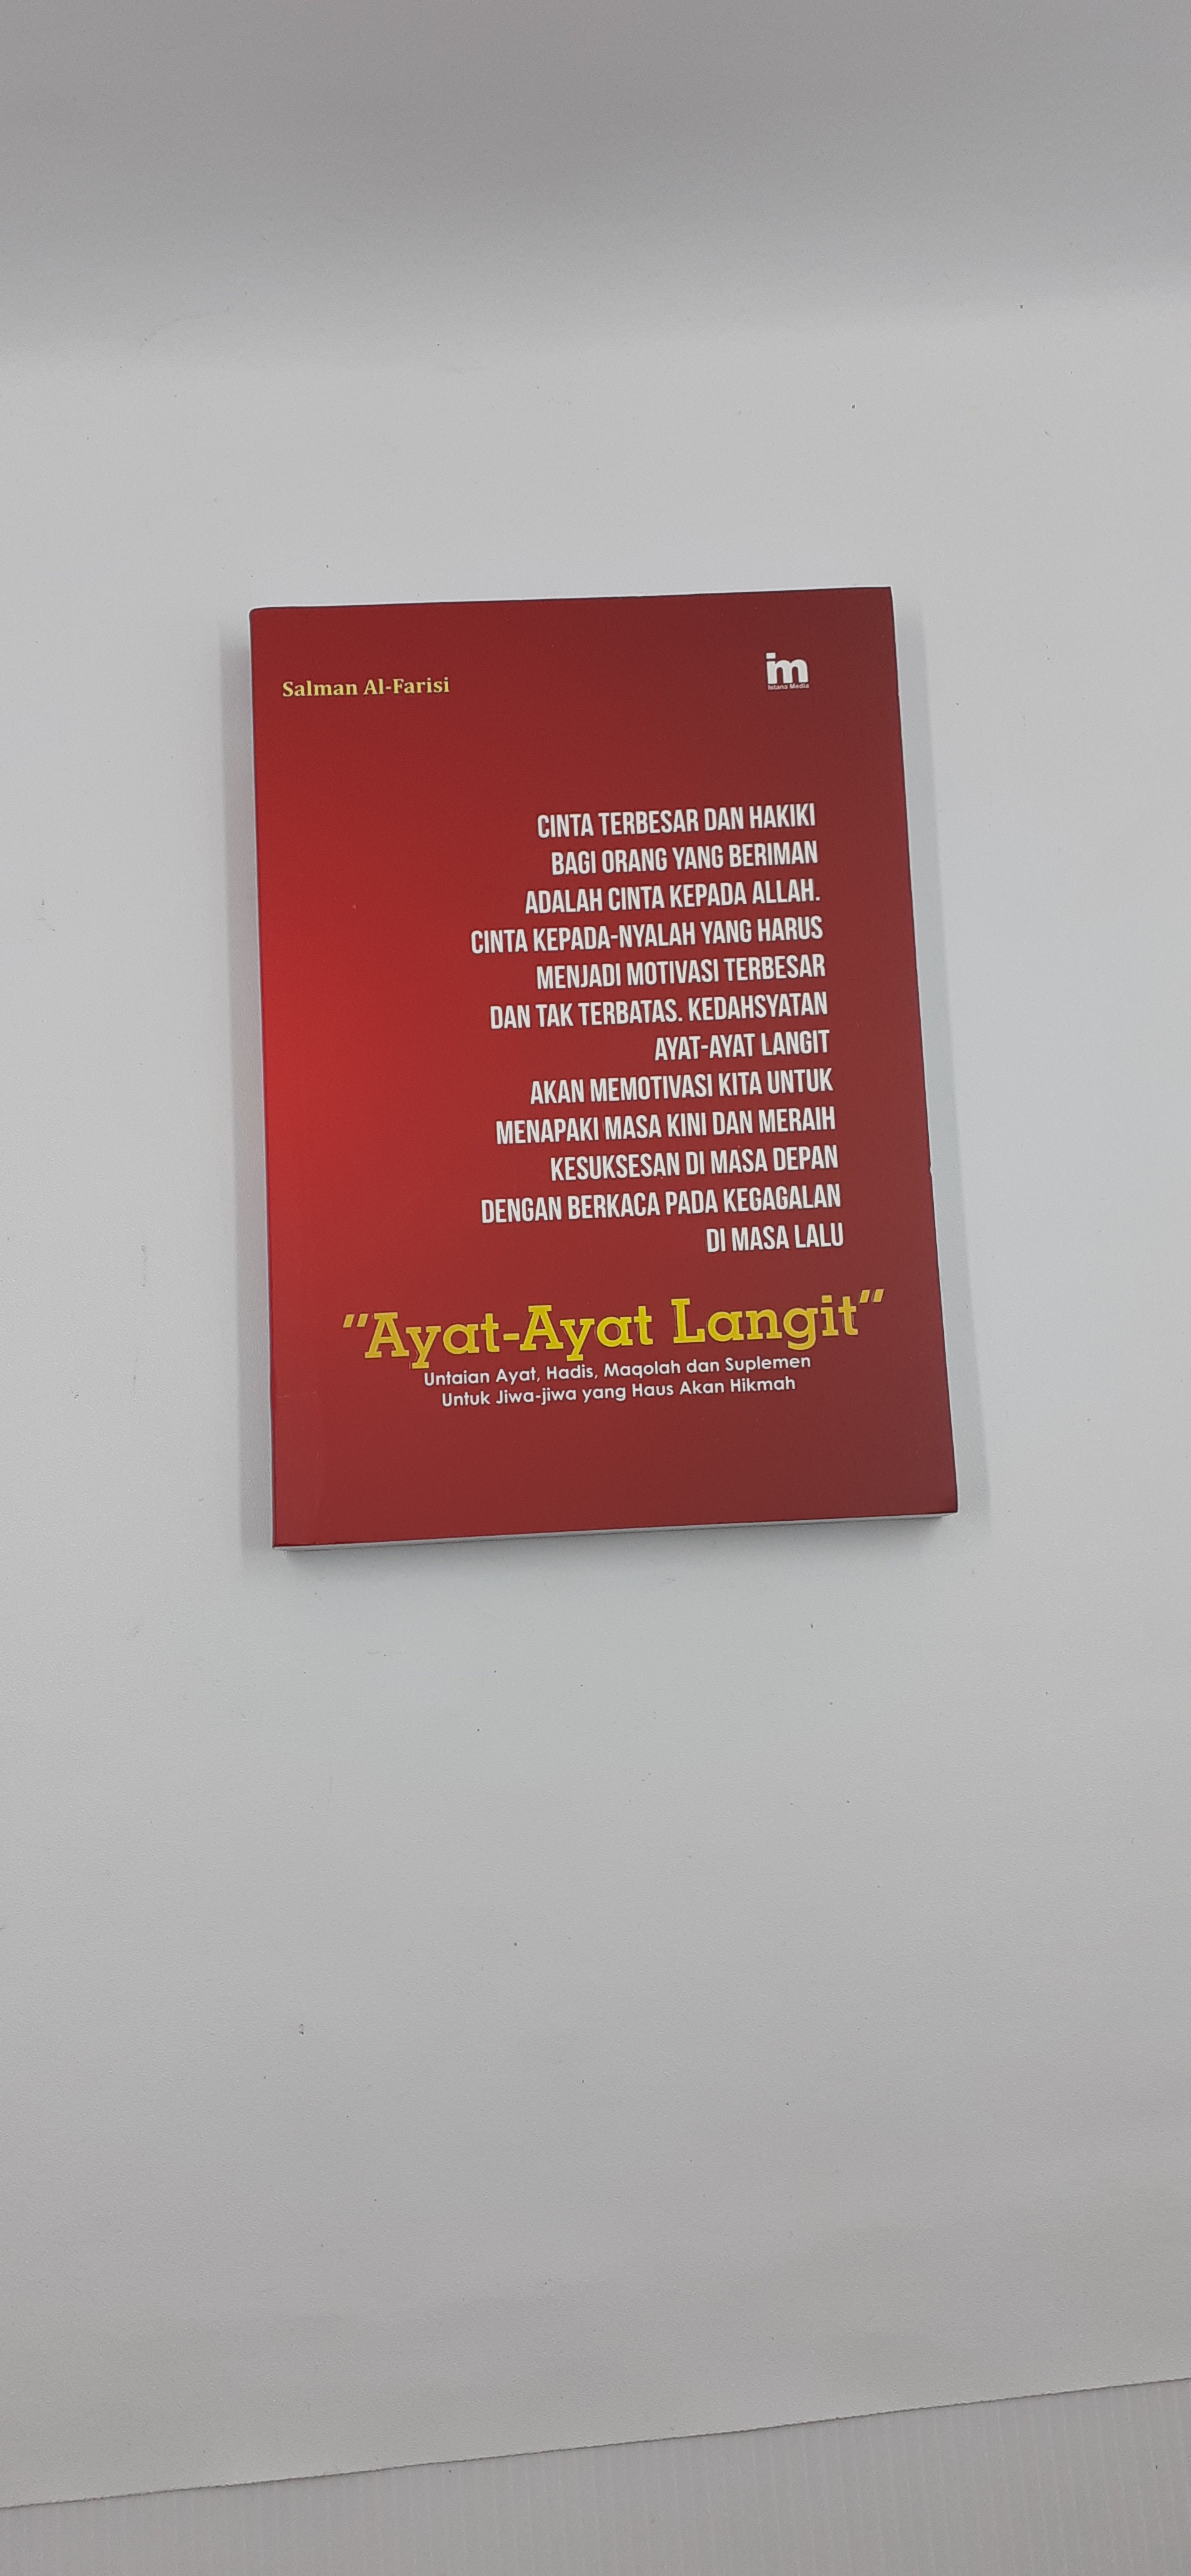 Salman Al-Farisi
im
Istana Media
CINTA TERBESAR DAN HAKIKI
BAGI ORANG YANG BERIMAN
ADALAH CINTA KEPADA ALLAH.
CINTA KEPADA-NYALAH YANG HARUS
MENJADI MOTIVASI TERBESAR
DAN TAK TERBATAS. KEDAHSYATAN
AYAT-AYAT LANGIT
AKAN MEMOTIVASI KITA UNTUK
MENAPAKI MASA KINI DAN MERAIH
KESUKSESAN DI MASA DEPAN
DENGAN BERKACA PADA KEGAGALAN
DI MASA LALU
"Ayat-Ayat Langit"
Untaian Ayat, Hadis, Maqolah dan Suplemen
Untuk Jiwa-jiwa yang Haus Akan Hikmah